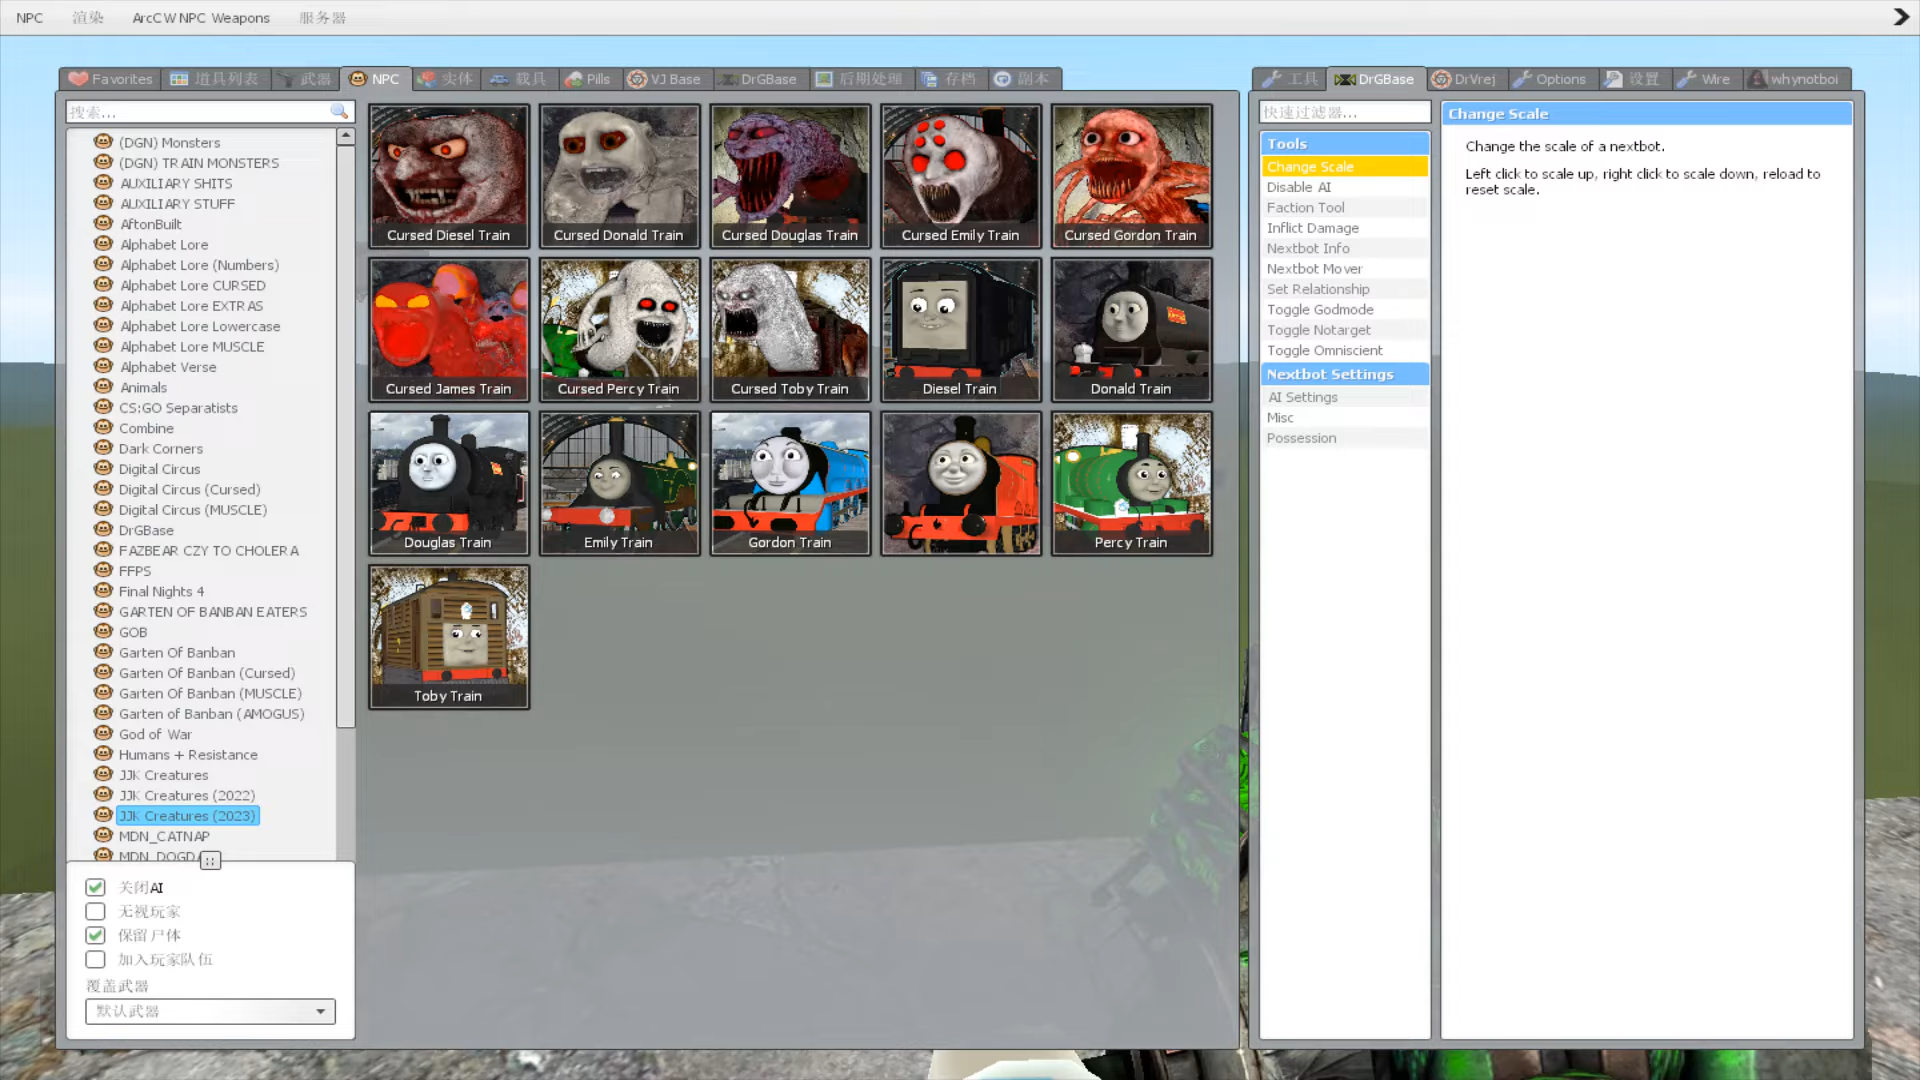 NPC 渲染 ArcCW NPC Weapons 服务器
Favorites 道具列表 武器 NPC 实体 载具 Pills VJ Base DrGBase 后期处理 存档 副本
工具 DrGBase DrVrej Options 设置 Wire whynotboi
搜索...
(DGN) Monsters
(DGN) TRAIN MONSTERS
AUXILIARY SHITS
AUXILIARY STUFF
AftonBuilt
Alphabet Lore
Alphabet Lore (Numbers)
Alphabet Lore CURSED
Alphabet Lore EXTRAS
Alphabet Lore Lowercase
Alphabet Lore MUSCLE
Alphabet Verse
Animals
CS:GO Separatists
Combine
Dark Corners
Digital Circus
Digital Circus (Cursed)
Digital Circus (MUSCLE)
DrGBase
FAZBEAR CZY TO CHOLERA
FFPS
Final Nights 4
GARTEN OF BANBAN EATERS
GOB
Garten Of Banban
Garten Of Banban (Cursed)
Garten Of Banban (MUSCLE)
Garten of Banban (AMOGUS)
God of War
Humans + Resistance
JJK Creatures
JJK Creatures (2022)
JJK Creatures (2023)
MDN_CATNAP
关闭AI
无视玩家
保留尸体
加入玩家队伍
覆盖武器
默认武器
Cursed Diesel Train Cursed Donald Train Cursed Douglas Train Cursed Emily Train Cursed Gordon Train
Cursed James Train Cursed Percy Train Cursed Toby Train Diesel Train Donald Train
Douglas Train Emily Train Gordon Train Percy Train
Toby Train
快速过滤器...
Tools
Change Scale
Disable AI
Faction Tool
Inflict Damage
Nextbot Info
Nextbot Mover
Set Relationship
Toggle Godmode
Toggle Notarget
Toggle Omniscient
Nextbot Settings
AI Settings
Misc
Possession
Change Scale
Change the scale of a nextbot.
Left click to scale up, right click to scale down, reload to
reset scale.